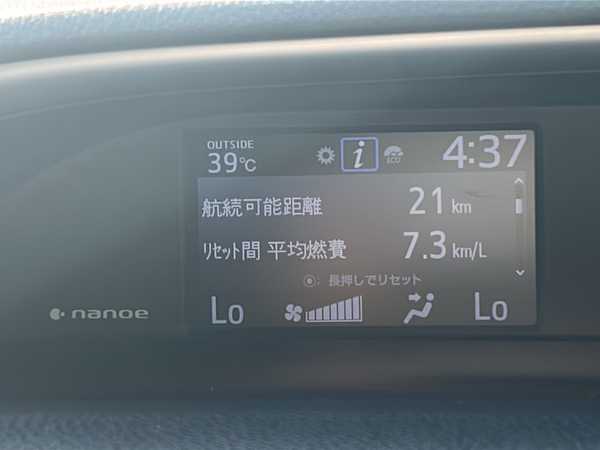 OUTSIDE
39℃
i
ECO
4:37
航続可能距離 21 km
リセット間 平均燃費 7.3 km/L
◉: 長押しでリセット
Lo
Lo
nanoe